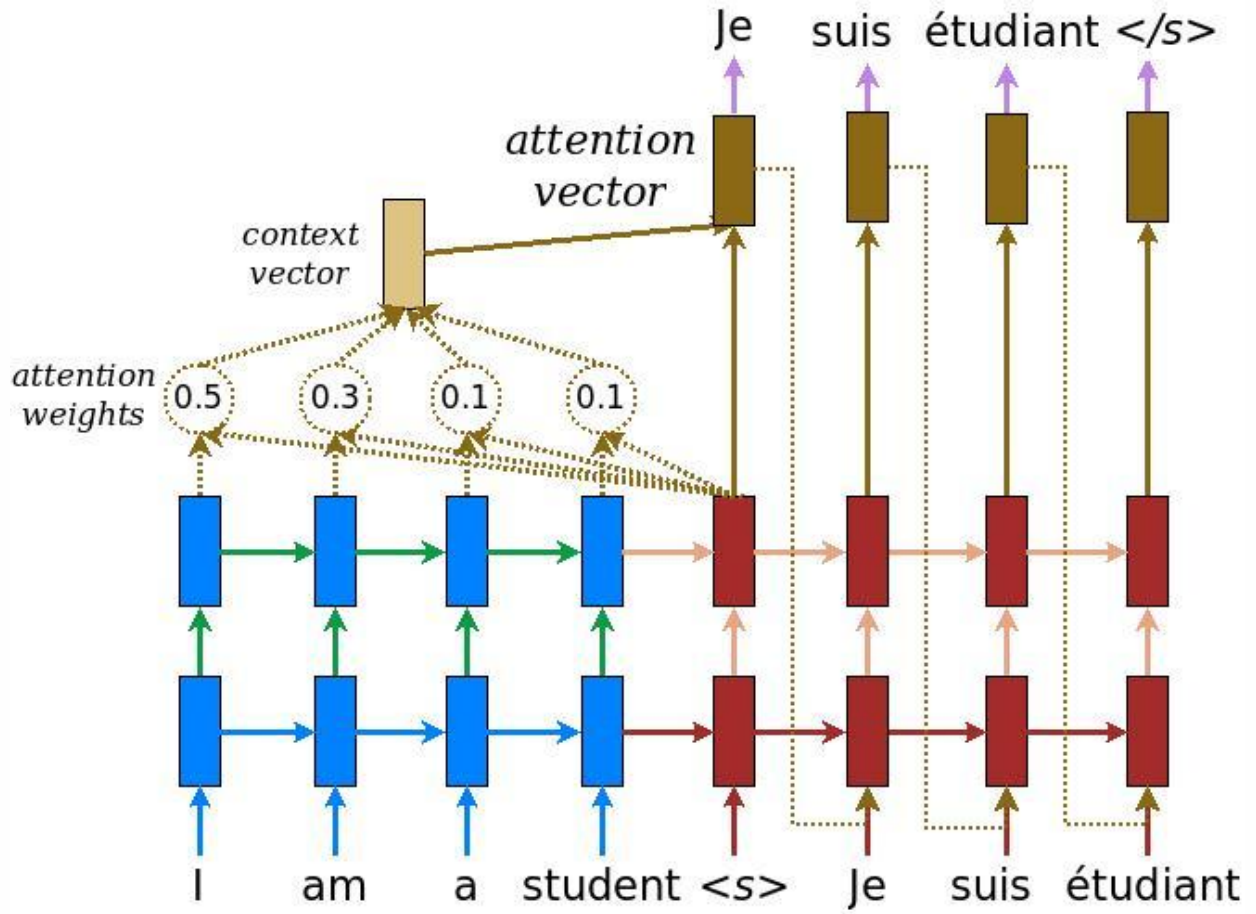 Je suis étudiant </s>
attention
vector
context
vector
attention
weights
0.5 0.3 0.1 0.1
I am a student <s> Je suis étudiant